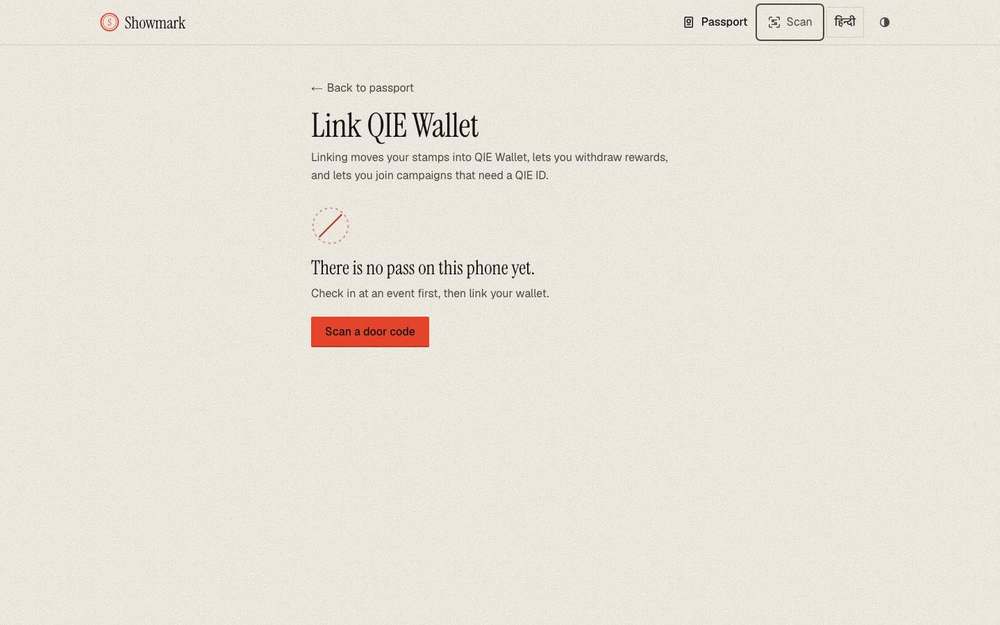 Showmark
Passport
Scan
हिन्दी
← Back to passport
Link QIE Wallet
Linking moves your stamps into QIE Wallet, lets you withdraw rewards,
and lets you join campaigns that need a QIE ID.
There is no pass on this phone yet.
Check in at an event first, then link your wallet.
Scan a door code